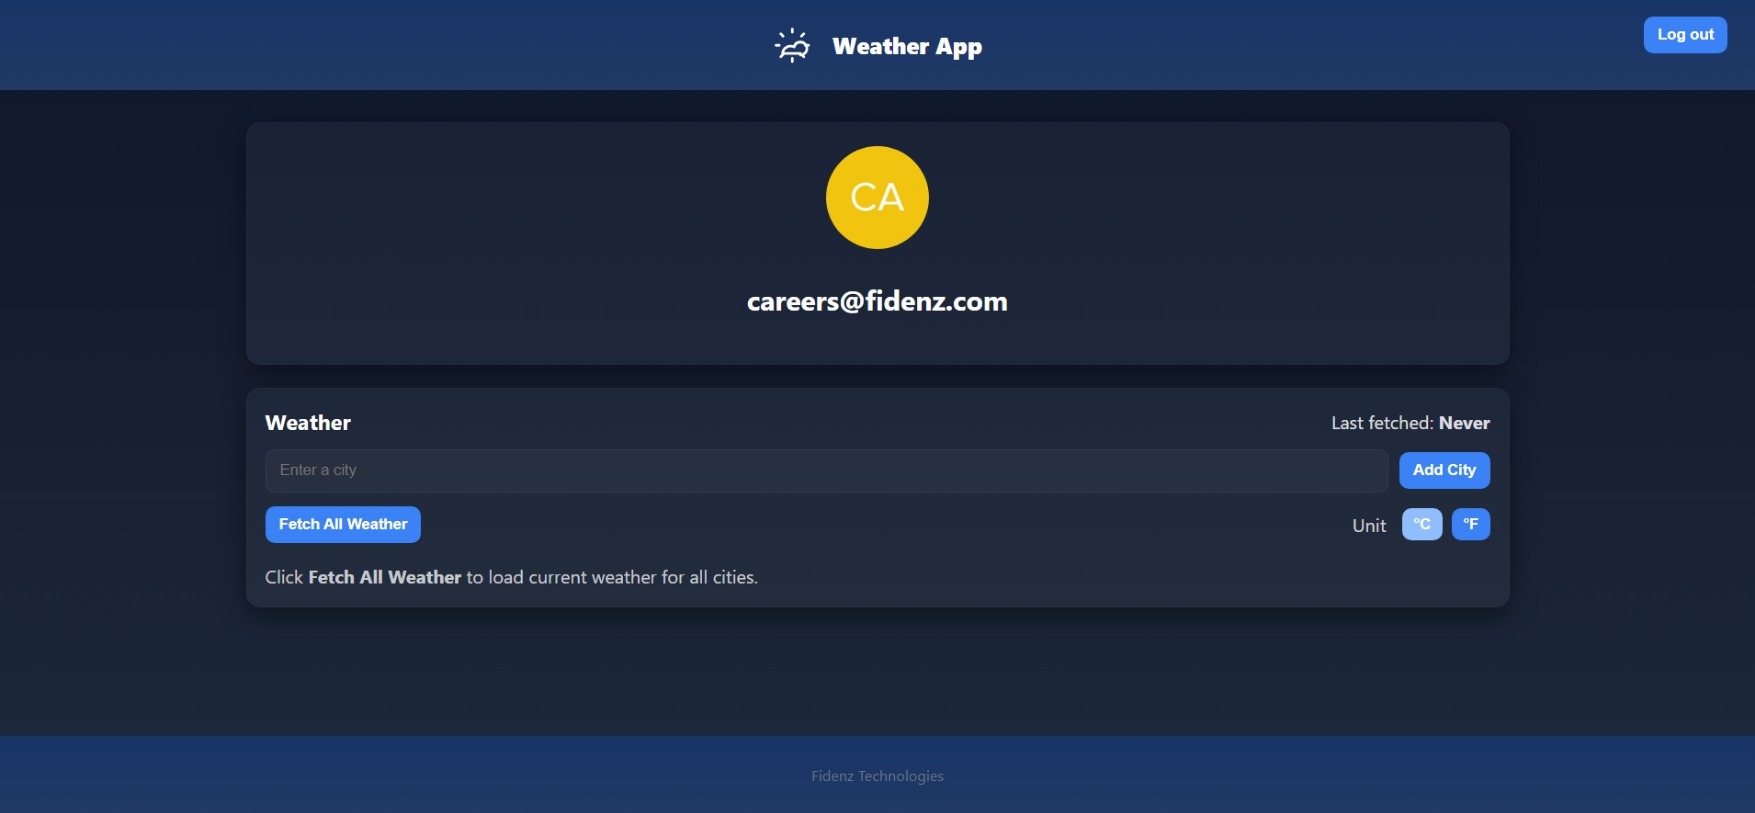 Weather App
Log out
CA
careers@fidenz.com
Weather
Last fetched: Never
Enter a city
Add City
Fetch All Weather
Unit
°C
°F
Click Fetch All Weather to load current weather for all cities.
Fidenz Technologies